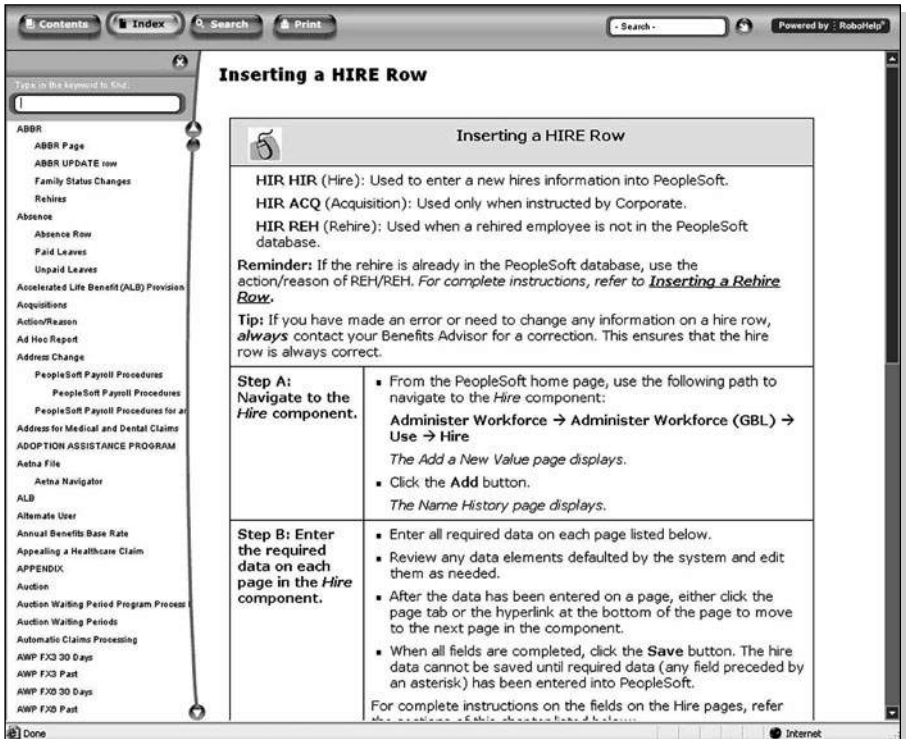 Contents Index Search Print - Search - Powered by RoboHelp
Type in the keyword to find:
ABBR
ABBR Page
ABBR UPDATE row
Family Status Changes
Rehires
Absence
Absence Row
Paid Leaves
Unpaid Leaves
Accelerated Life Benefit (ALB) Provision
Acquisitions
Action/Reason
Ad Hoc Report
Address Change
PeopleSoft Payroll Procedures
PeopleSoft Payroll Procedures
PeopleSoft Payroll Procedures for ar
Address for Medical and Dental Claims
ADOPTION ASSISTANCE PROGRAM
Aetna File
Aetna Navigator
ALB
Alternate User
Annual Benefits Base Rate
Appealing a Healthcare Claim
APPENDIX
Auction
Auction Waiting Period Program Process
Auction Waiting Periods
Automatic Claims Processing
AWP FX3 30 Days
AWP FX3 Past
AWP FX6 30 Days
AWP FX6 Past
Inserting a HIRE Row
Inserting a HIRE Row
HIR HIR (Hire): Used to enter a new hires information into PeopleSoft.
HIR ACQ (Acquisition): Used only when instructed by Corporate.
HIR REH (Rehire): Used when a rehired employee is not in the PeopleSoft
database.
Reminder: If the rehire is already in the PeopleSoft database, use the
action/reason of REH/REH. For complete instructions, refer to Inserting a Rehire
Row.
Tip: If you have made an error or need to change any information on a hire row,
always contact your Benefits Advisor for a correction. This ensures that the hire
row is always correct.
Step A:
Navigate to the
Hire component.
▪ From the PeopleSoft home page, use the following path to
navigate to the Hire component:
Administer Workforce → Administer Workforce (GBL) →
Use → Hire
The Add a New Value page displays.
▪ Click the Add button.
The Name History page displays.
Step B: Enter
the required
data on each
page in the Hire
component.
▪ Enter all required data on each page listed below.
▪ Review any data elements defaulted by the system and edit
them as needed.
▪ After the data has been entered on a page, either click the
page tab or the hyperlink at the bottom of the page to move
to the next page in the component.
▪ When all fields are completed, click the Save button. The hire
data cannot be saved until required data (any field preceded by
an asterisk) has been entered into PeopleSoft.
For complete instructions on the fields on the Hire pages, refer
Done Internet